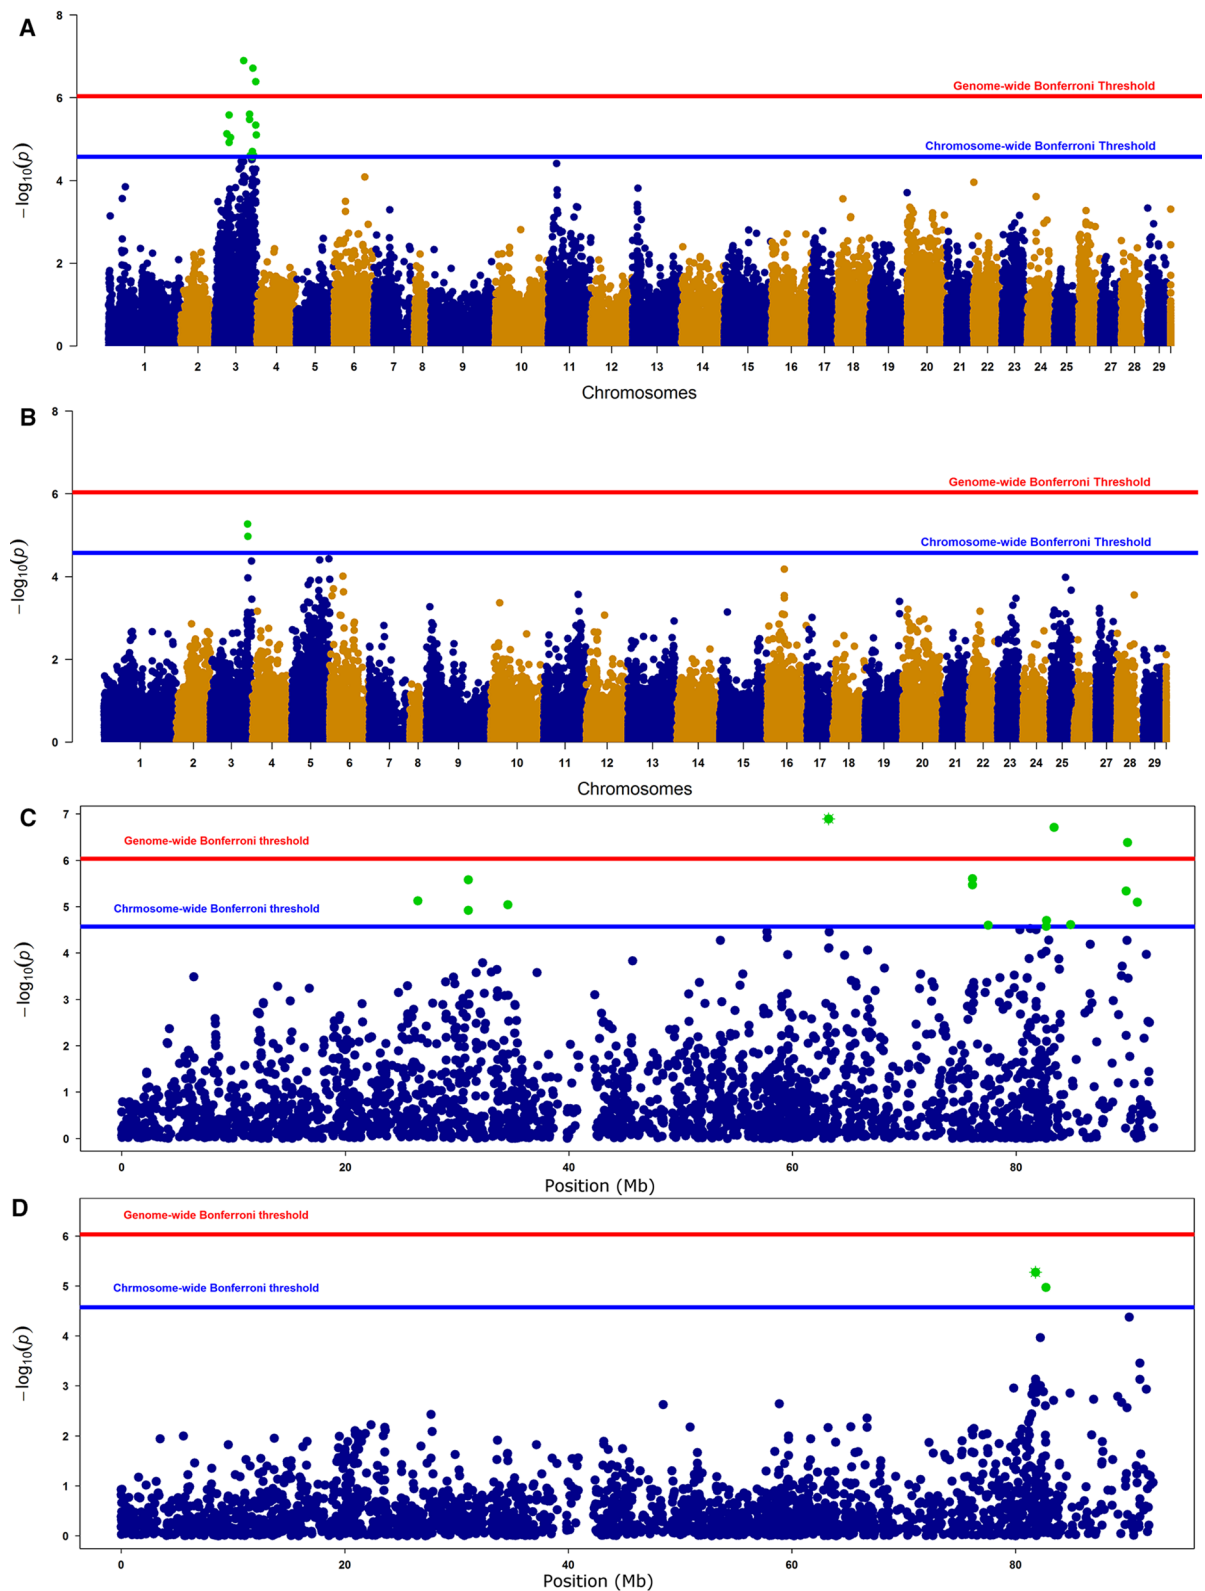 A
8
Genome-wide Bonferroni Threshold
6
Chromosome-wide Bonferroni Threshold
−log10(p)
4
2
0
1 2 3 4 5 6 7 8 9 10 11 12 13 14 15 16 17 18 19 20 21 22 23 24 25 27 28 29
Chromosomes
B
8
Genome-wide Bonferroni Threshold
6
Chromosome-wide Bonferroni Threshold
−log10(p)
4
2
0
1 2 3 4 5 6 7 8 9 10 11 12 13 14 15 16 17 18 19 20 21 22 23 24 25 27 28 29
Chromosomes
C
7
Genome-wide Bonferroni threshold
6
5
Chrmosome-wide Bonferroni threshold
4
−log10(p)
3
2
1
0
0 20 40 60 80
Position (Mb)
D
Genome-wide Bonferroni threshold
6
5
Chrmosome-wide Bonferroni threshold
4
−log10(p)
3
2
1
0
0 20 40 60 80
Position (Mb)